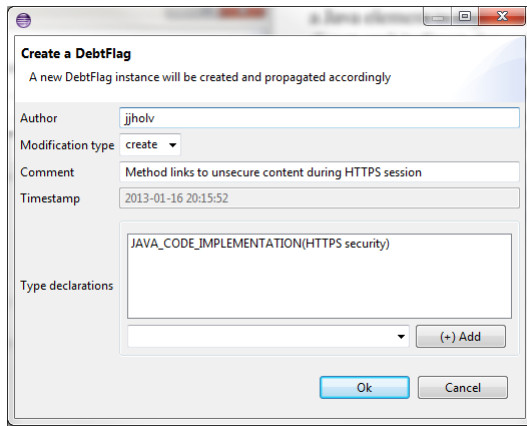 a Java elemen
Create a DebtFlag
A new DebtFlag instance will be created and propagated accordingly
Author jjholv
Modification type create
Comment Method links to unsecure content during HTTPS session
Timestamp 2013-01-16 20:15:52
JAVA_CODE_IMPLEMENTATION(HTTPS security)
Type declarations
(+) Add
Ok Cancel